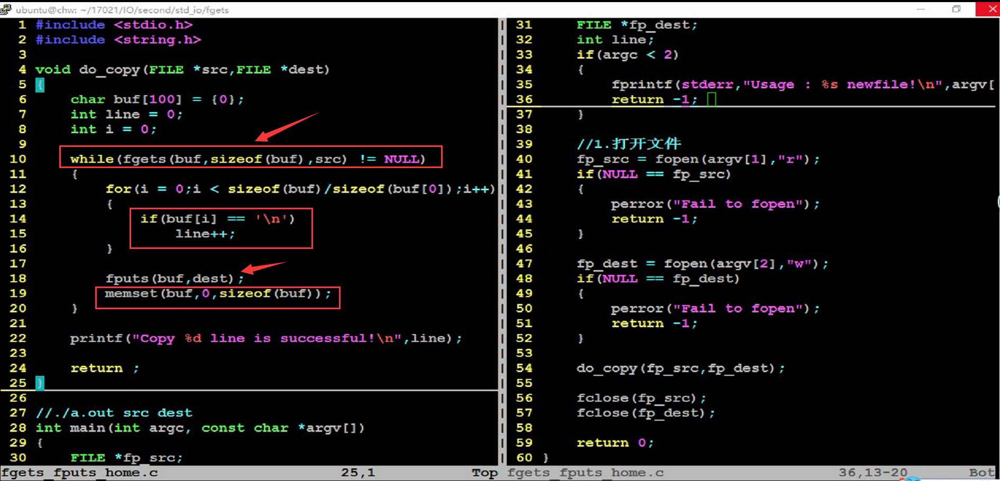 ubuntu@chw: ~/17021/IO/second/std_io/fgets
1 #include <stdio.h>
2 #include <string.h>
3
4 void do_copy(FILE *src,FILE *dest)
5 {
6     char buf[100] = {0};
7     int line = 0;
8     int i = 0;
9
10     while(fgets(buf,sizeof(buf),src) != NULL)
11     {
12         for(i = 0;i < sizeof(buf)/sizeof(buf[0]);i++)
13         {
14             if(buf[i] == '\n')
15                 line++;
16         }
17
18         fputs(buf,dest);
19         memset(buf,0,sizeof(buf));
20     }
21
22     printf("Copy %d line is successful!\n",line);
23
24     return ;
25 }
26
27 //./a.out src dest
28 int main(int argc, const char *argv[])
29 {
30     FILE *fp_src;
fgets_fputs_home.c 25,1 Top
31     FILE *fp_dest;
32     int line;
33     if(argc < 2)
34     {
35         fprintf(stderr,"Usage : %s newfile!\n",argv[
36         return -1;
37     }
38
39     //1.打开文件
40     fp_src = fopen(argv[1],"r");
41     if(NULL == fp_src)
42     {
43         perror("Fail to fopen");
44         return -1;
45     }
46
47     fp_dest = fopen(argv[2],"w");
48     if(NULL == fp_dest)
49     {
50         perror("Fail to fopen");
51         return -1;
52     }
53
54     do_copy(fp_src,fp_dest);
55
56     fclose(fp_src);
57     fclose(fp_dest);
58
59     return 0;
60 }
fgets_fputs_home.c 36,13-20 Bot